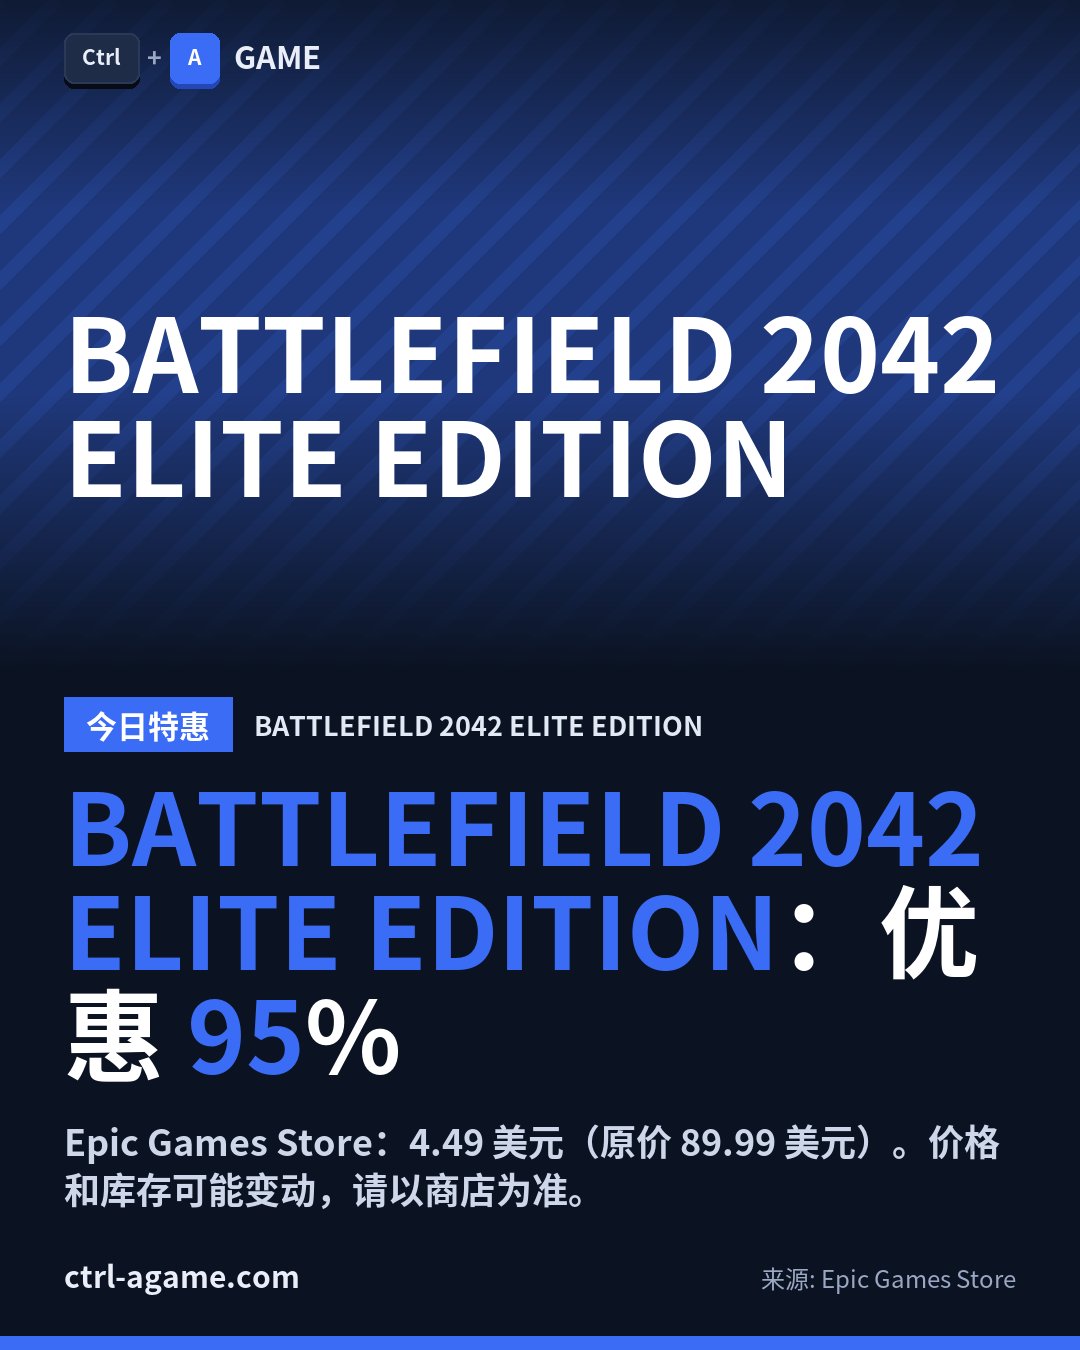 Ctrl + A GAME
BATTLEFIELD 2042
ELITE EDITION
今日特惠 BATTLEFIELD 2042 ELITE EDITION
BATTLEFIELD 2042
ELITE EDITION：优
惠 95%
Epic Games Store：4.49 美元（原价 89.99 美元）。价格
和库存可能变动，请以商店为准。
ctrl-agame.com
来源: Epic Games Store